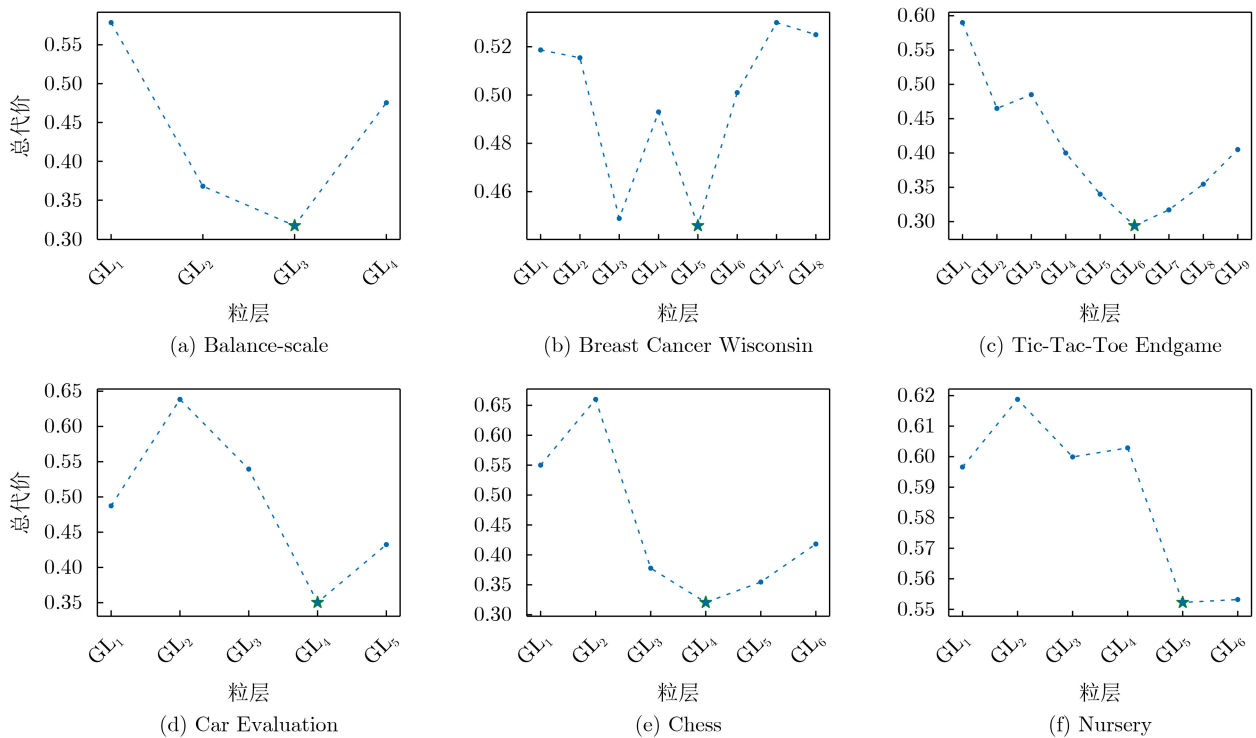 总代价
0.55
0.50
0.45
0.40
0.35
0.30
GL₁ GL₂ GL₃ GL₄
粒层
(a) Balance-scale
0.52
0.50
0.48
0.46
GL₁ GL₂ GL₃ GL₄ GL₅ GL₆ GL₇ GL₈
粒层
(b) Breast Cancer Wisconsin
0.60
0.55
0.50
0.45
0.40
0.35
0.30
GL₁ GL₂ GL₃ GL₄ GL₅ GL₆ GL₇ GL₈ GL₉
粒层
(c) Tic-Tac-Toe Endgame
总代价
0.65
0.60
0.55
0.50
0.45
0.40
0.35
GL₁ GL₂ GL₃ GL₄ GL₅
粒层
(d) Car Evaluation
0.65
0.60
0.55
0.50
0.45
0.40
0.35
0.30
GL₁ GL₂ GL₃ GL₄ GL₅ GL₆
粒层
(e) Chess
0.62
0.61
0.60
0.59
0.58
0.57
0.56
0.55
GL₁ GL₂ GL₃ GL₄ GL₅ GL₆
粒层
(f) Nursery